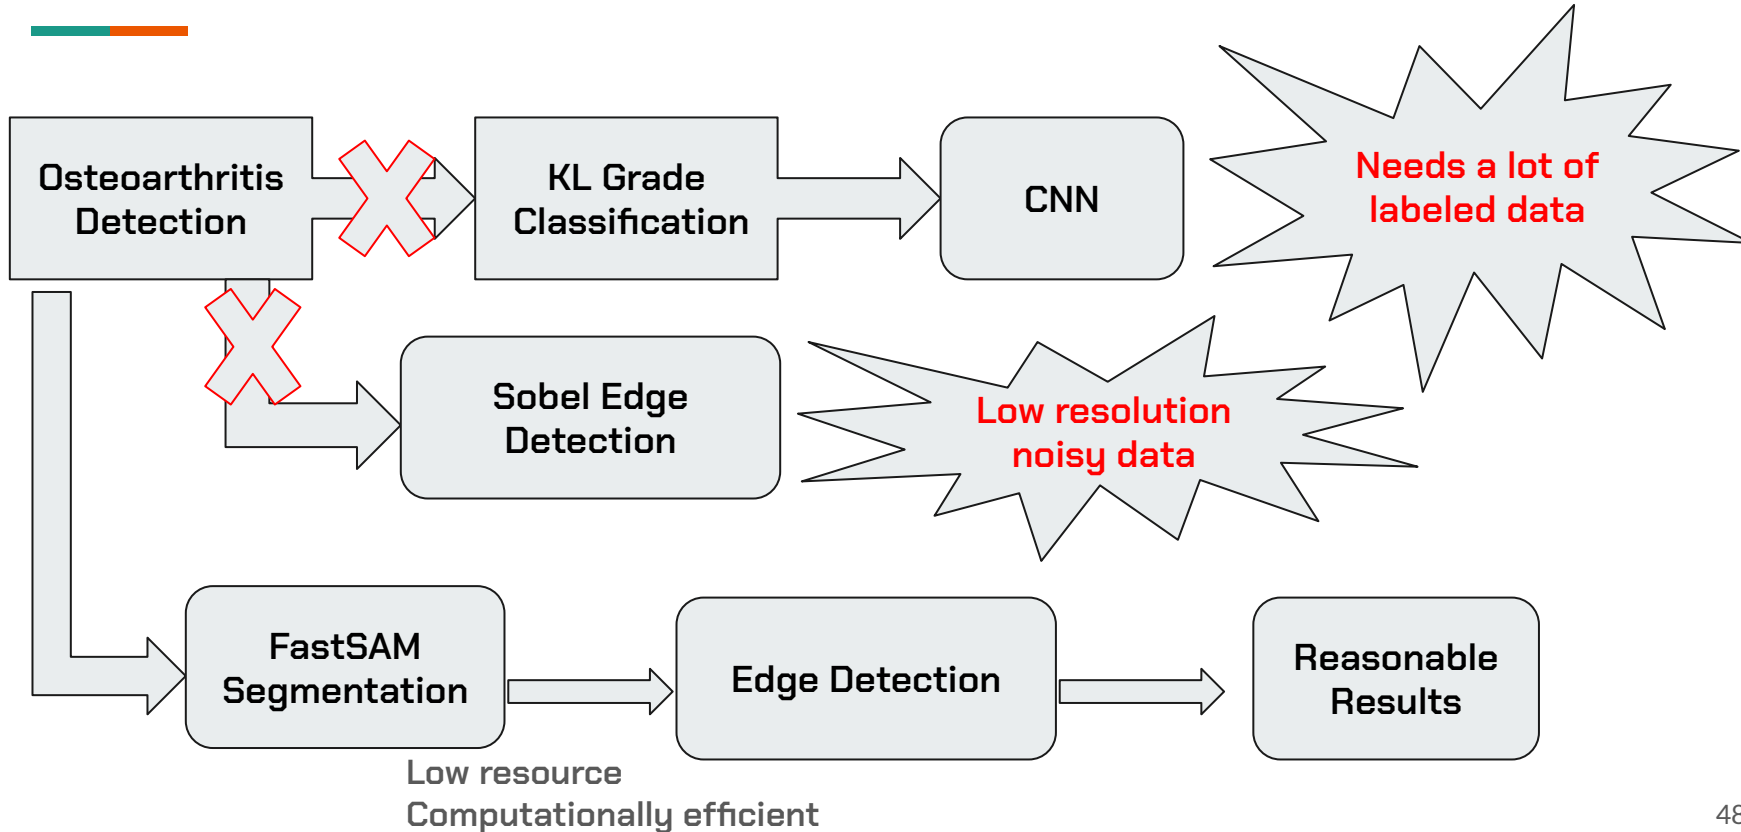 Osteoarthritis
Detection
KL Grade
Classification
CNN
Needs a lot of
labeled data
Sobel Edge
Detection
Low resolution
noisy data
FastSAM
Segmentation
Edge Detection
Reasonable
Results
Low resource
Computationally efficient
48